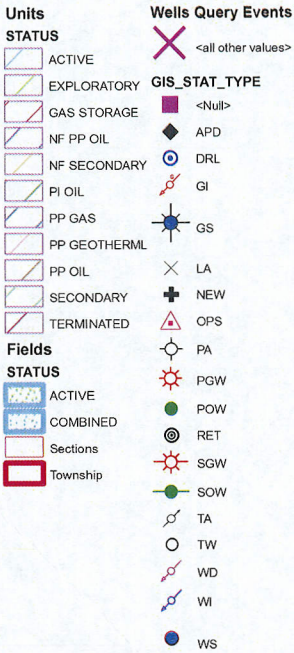 Units
STATUS
ACTIVE
EXPLORATORY
GAS STORAGE
NF PP OIL
NF SECONDARY
PI OIL
PP GAS
PP GEOTHERML
PP OIL
SECONDARY
TERMINATED
Fields
STATUS
ACTIVE
COMBINED
Sections
Township
Wells Query Events
<all other values>
GIS_STAT_TYPE
<Null>
APD
DRL
GI
GS
LA
NEW
OPS
PA
PGW
POW
RET
SGW
SOW
TA
TW
WD
WI
WS